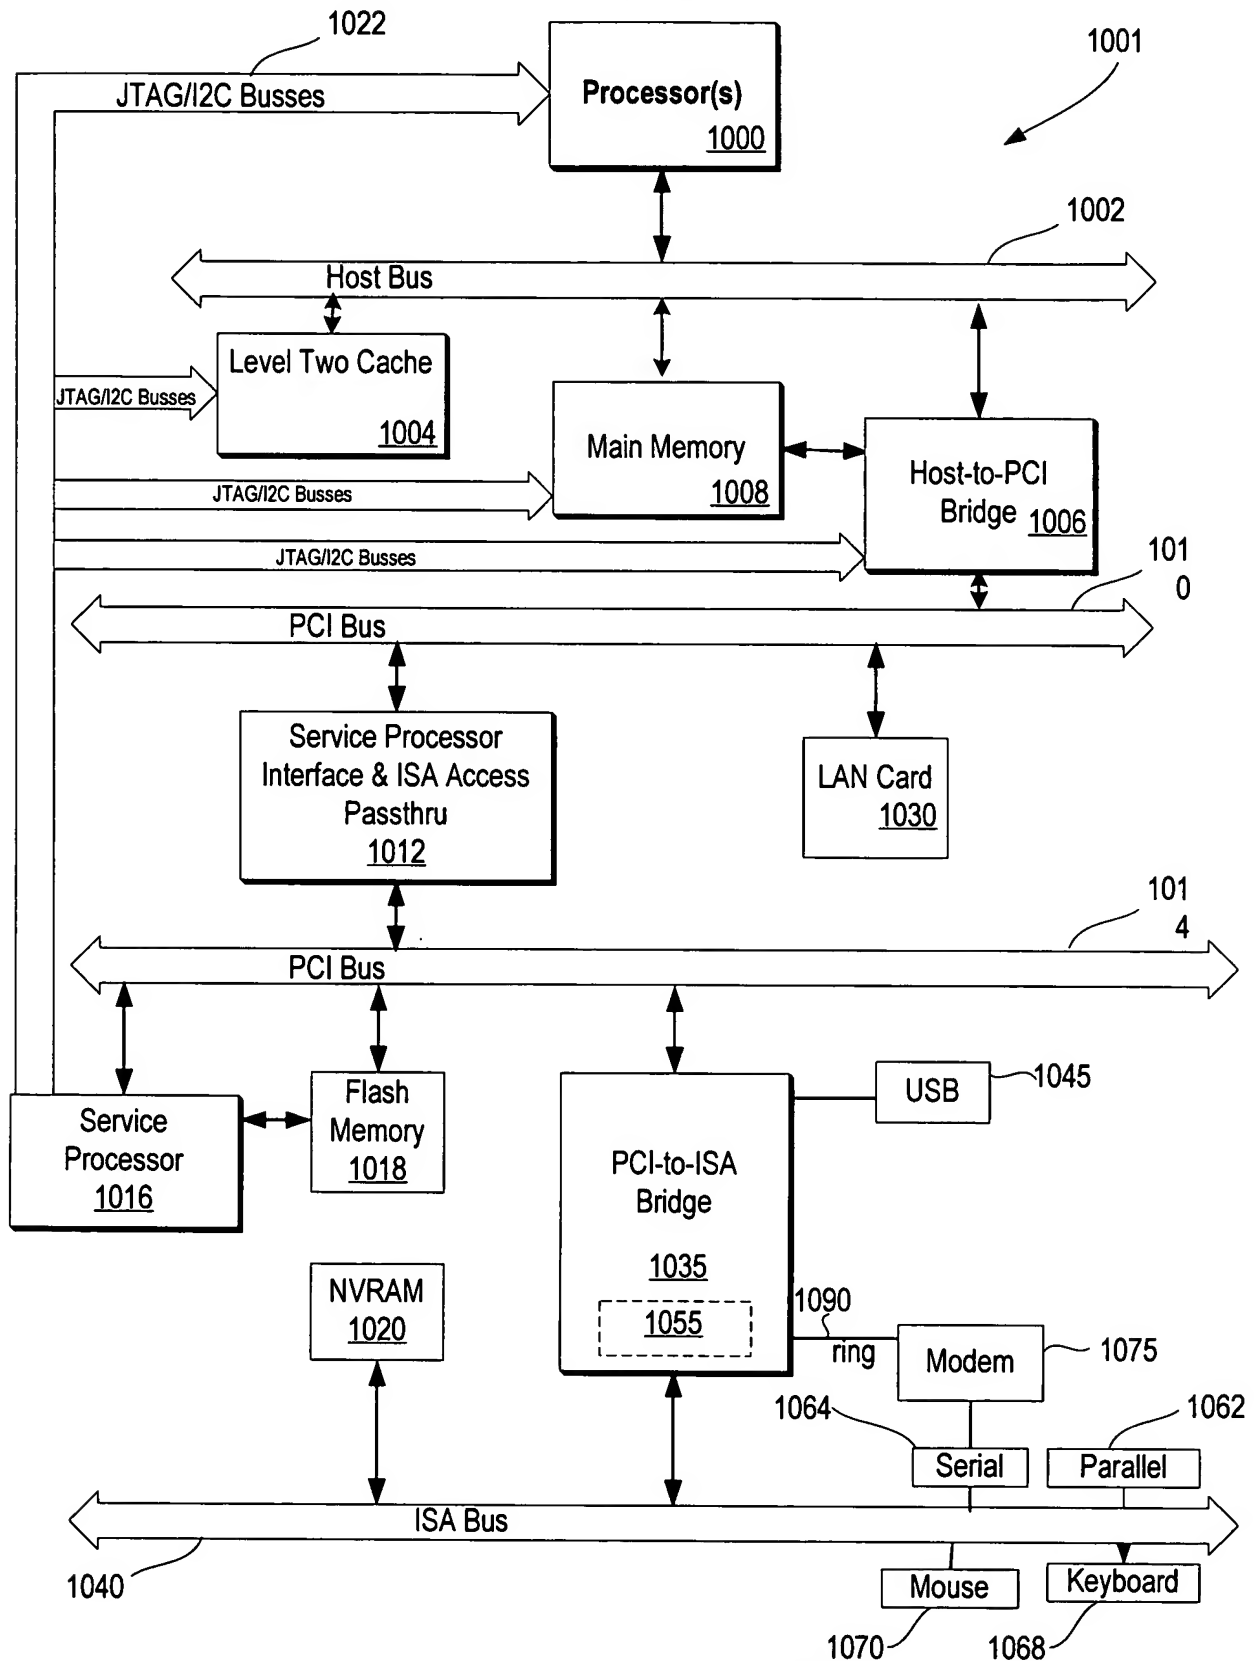 1022
1001
JTAG/I2C Busses
Processor(s)
1000
1002
Host Bus
Level Two Cache
1004
JTAG/I2C Busses
Main Memory
1008
Host-to-PCI
Bridge 1006
JTAG/I2C Busses
JTAG/I2C Busses
101
0
PCI Bus
Service Processor
Interface & ISA Access
Passthru
1012
LAN Card
1030
101
4
PCI Bus
Service
Processor
1016
Flash
Memory
1018
USB
1045
PCI-to-ISA
Bridge
1035
1055
NVRAM
1020
1090
ring
Modem
1075
1064
1062
Serial
Parallel
ISA Bus
1040
Mouse
Keyboard
1070
1068